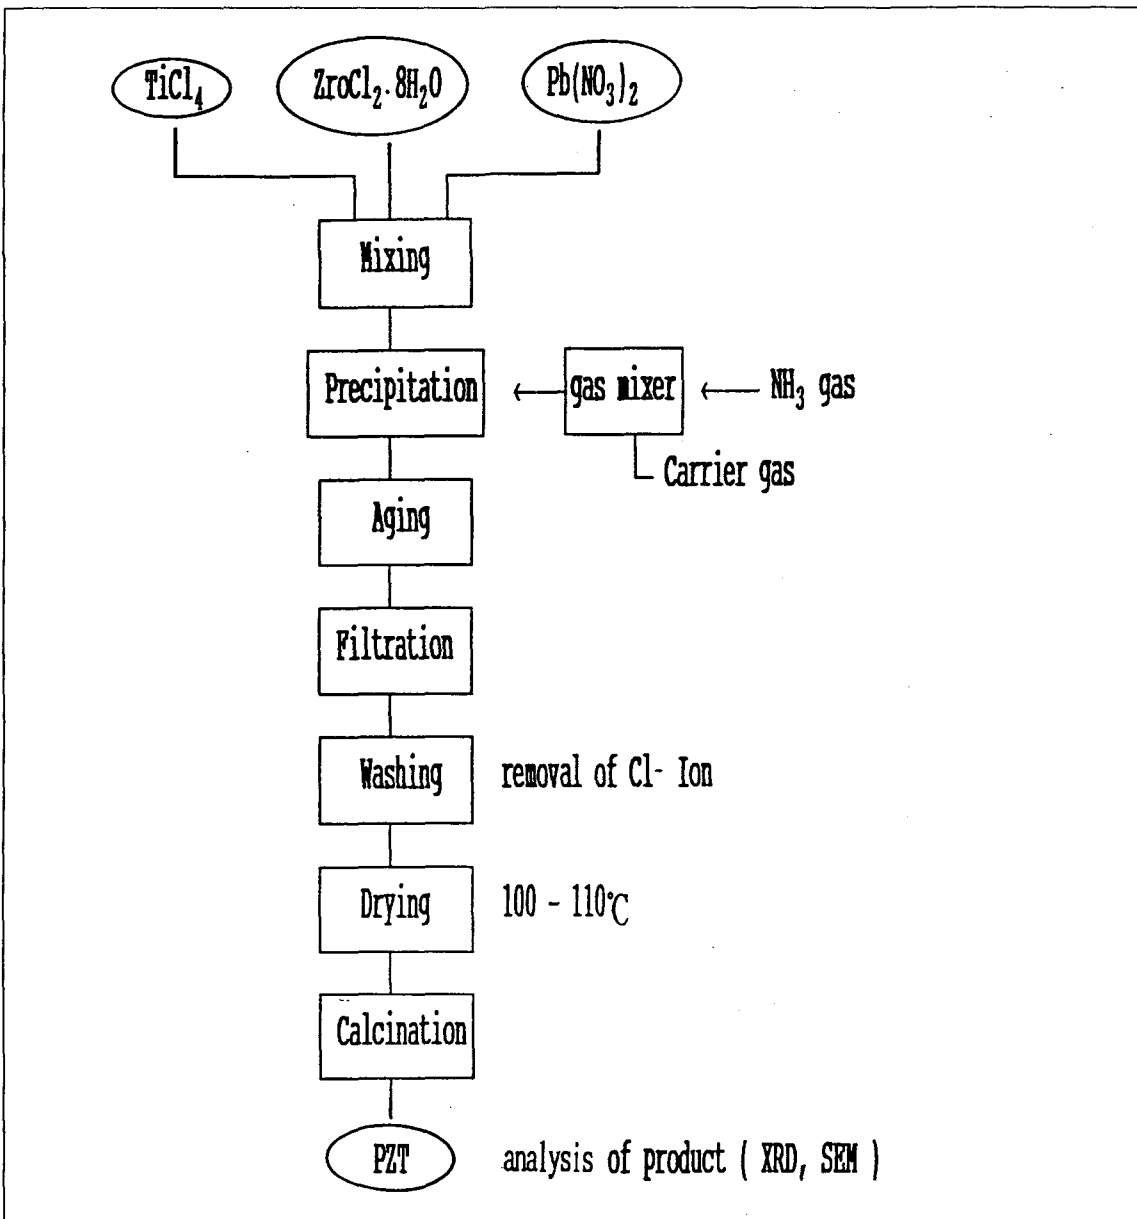 TiCl₄
ZroCl₂·8H₂O
Pb(NO₃)₂
Mixing
Precipitation
gas mixer
NH₃ gas
Carrier gas
Aging
Filtration
Washing
removal of Cl- Ion
Drying
100 - 110℃
Calcination
PZT
analysis of product ( XRD, SEM )